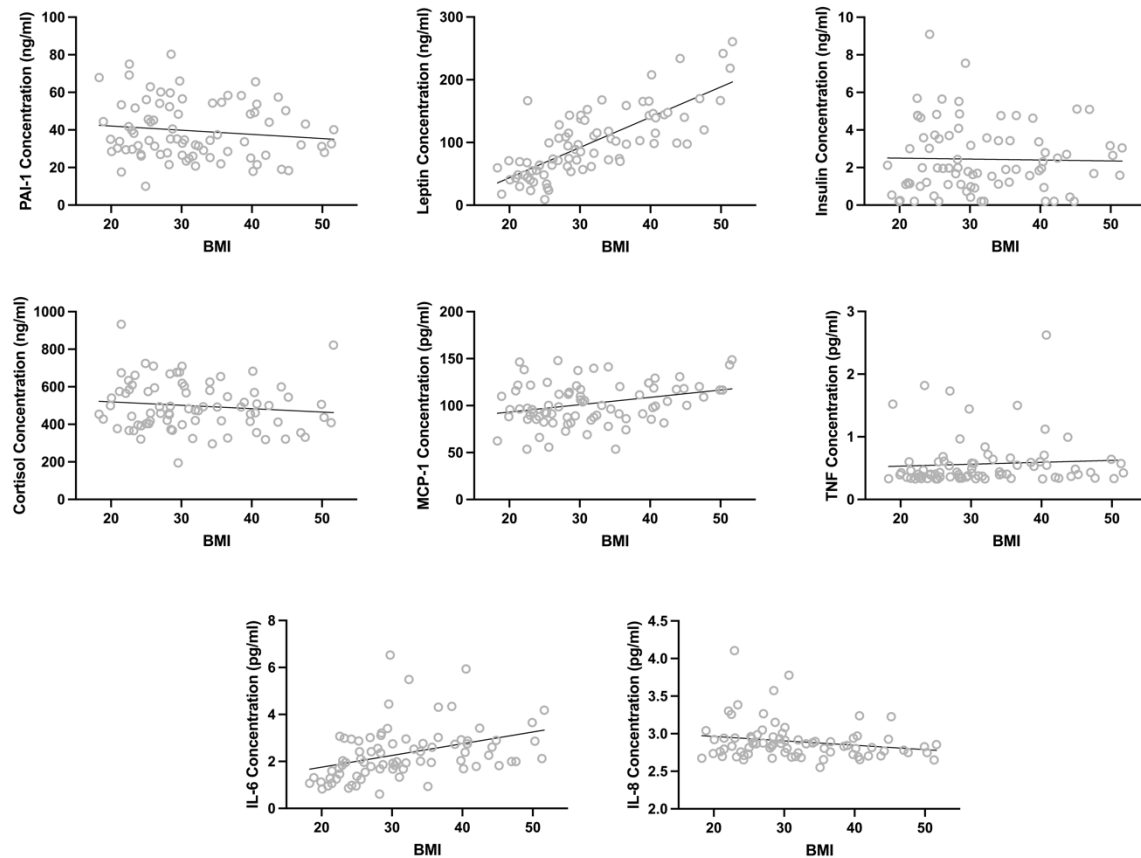 PAI-1 Concentration (ng/ml)
100
80
60
40
20
0
20 30 40 50
BMI
Leptin Concentration (ng/ml)
300
200
100
0
20 30 40 50
BMI
Insulin Concentration (ng/ml)
10
8
6
4
2
0
20 30 40 50
BMI
Cortisol Concentration (ng/ml)
1000
800
600
400
200
0
20 30 40 50
BMI
MCP-1 Concentration (pg/ml)
200
150
100
50
0
20 30 40 50
BMI
TNF Concentration (pg/ml)
3
2
1
0
20 30 40 50
BMI
IL-6 Concentration (pg/ml)
8
6
4
2
0
20 30 40 50
BMI
IL-8 Concentration (pg/ml)
4.5
4.0
3.5
3.0
2.5
2.0
20 30 40 50
BMI